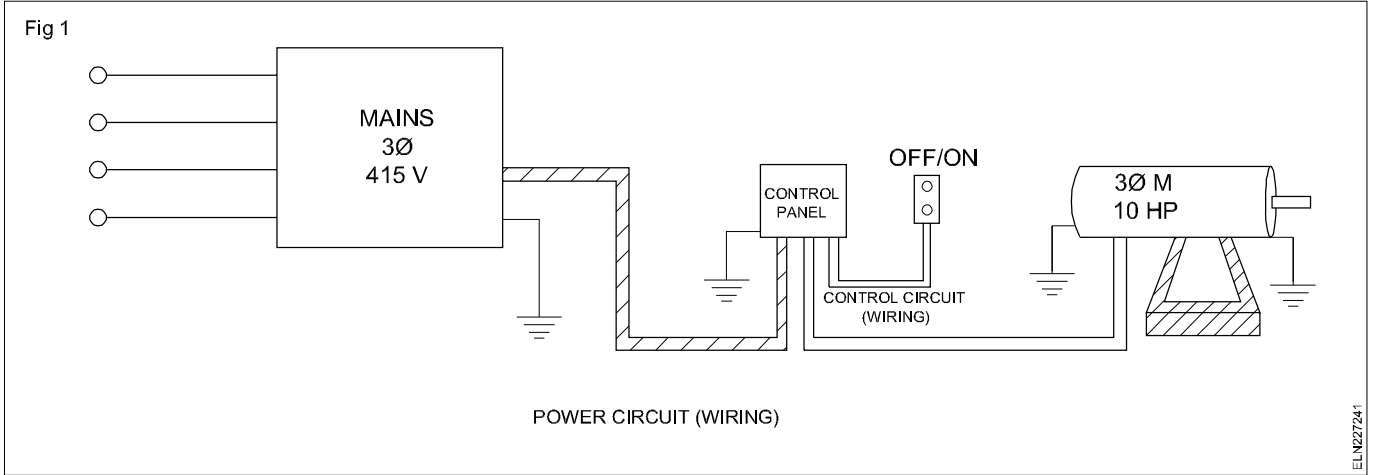 Fig 1
MAINS
3Ø
415 V
CONTROL
PANEL
OFF/ON
3Ø M
10 HP
CONTROL CIRCUIT
(WIRING)
POWER CIRCUIT (WIRING)
ELN227241